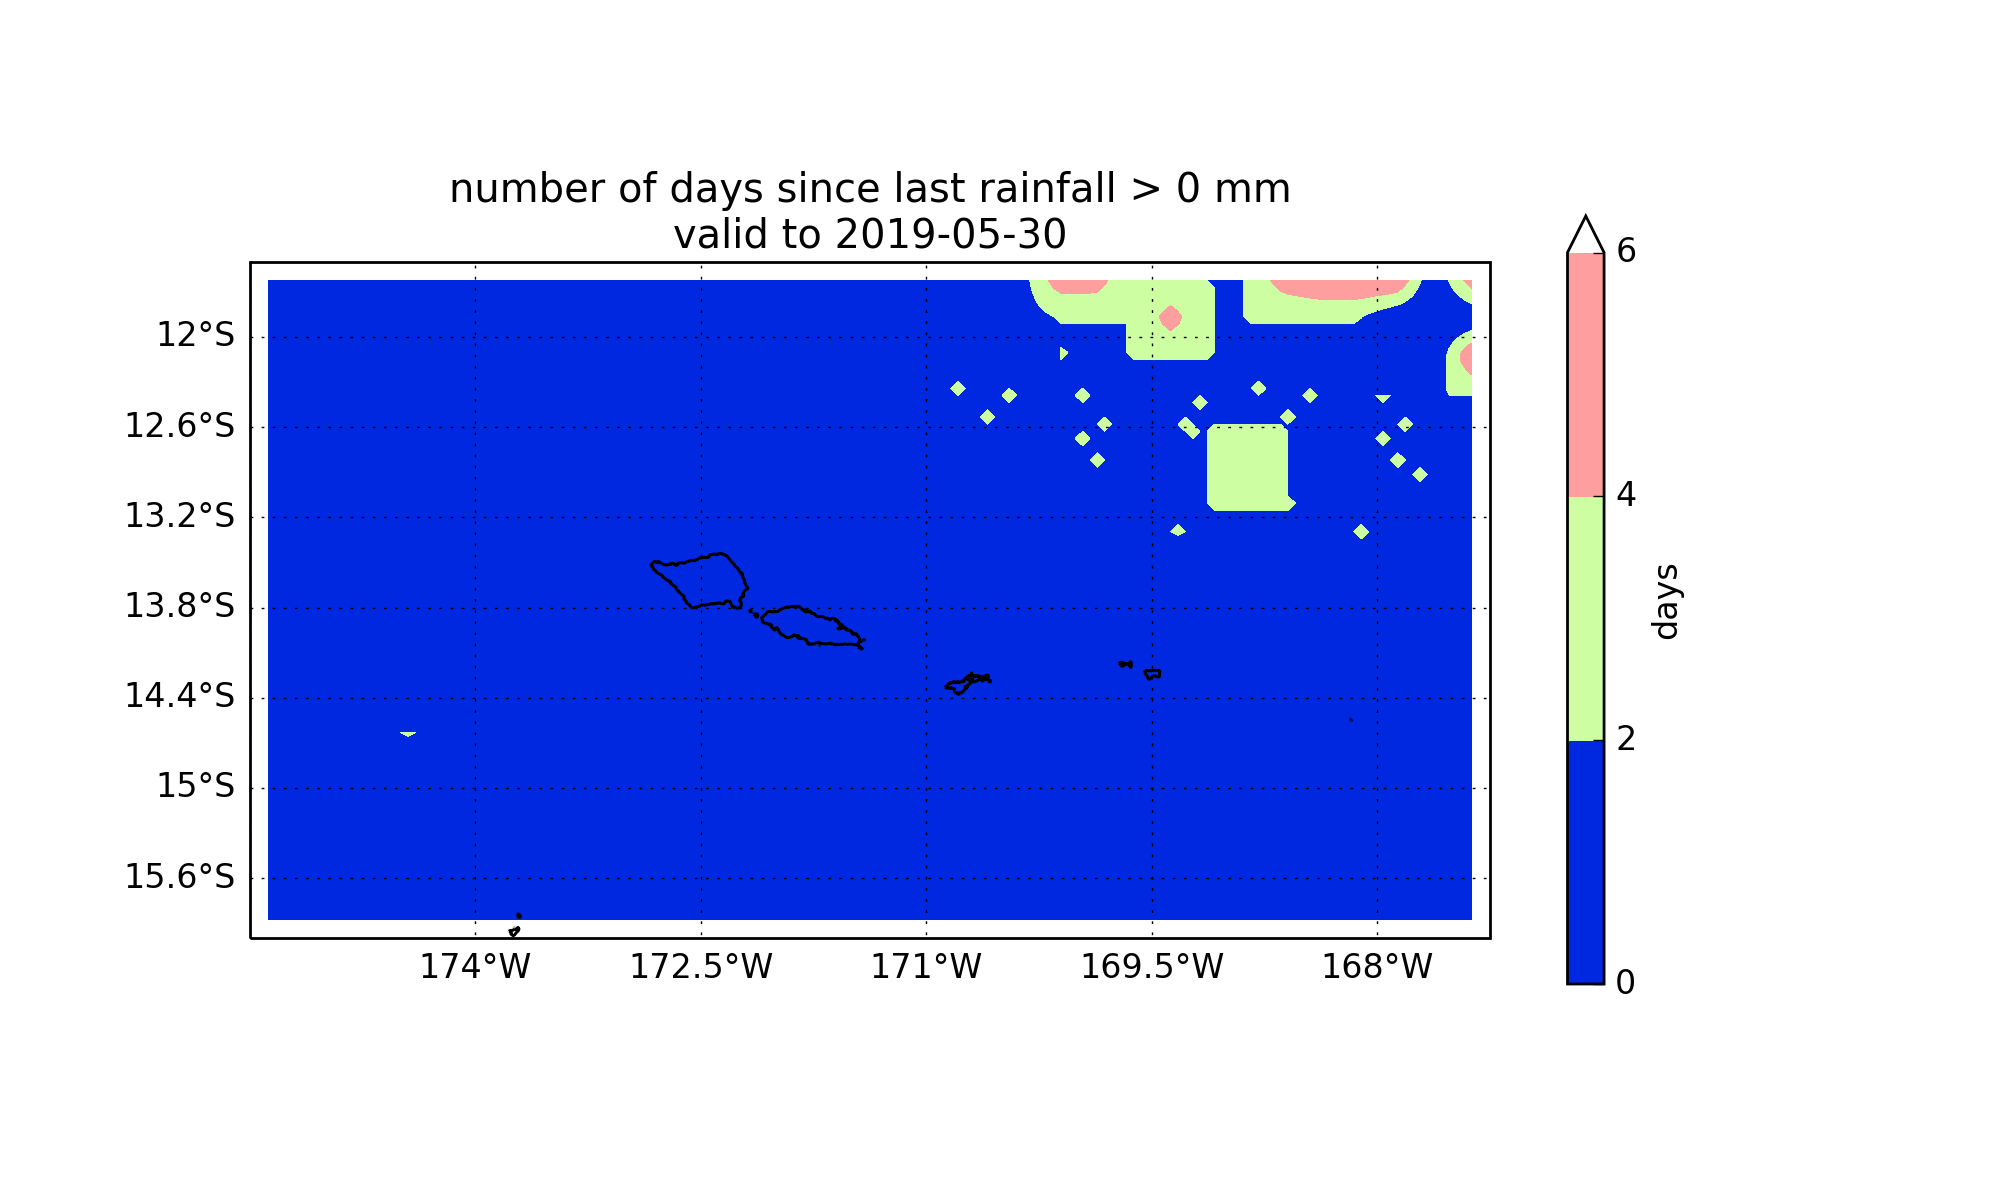 number of days since last rainfall > 0 mm
valid to 2019-05-30
12°S
12.6°S
13.2°S
13.8°S
14.4°S
15°S
15.6°S
174°W 172.5°W 171°W 169.5°W 168°W
6
4
2
0
days